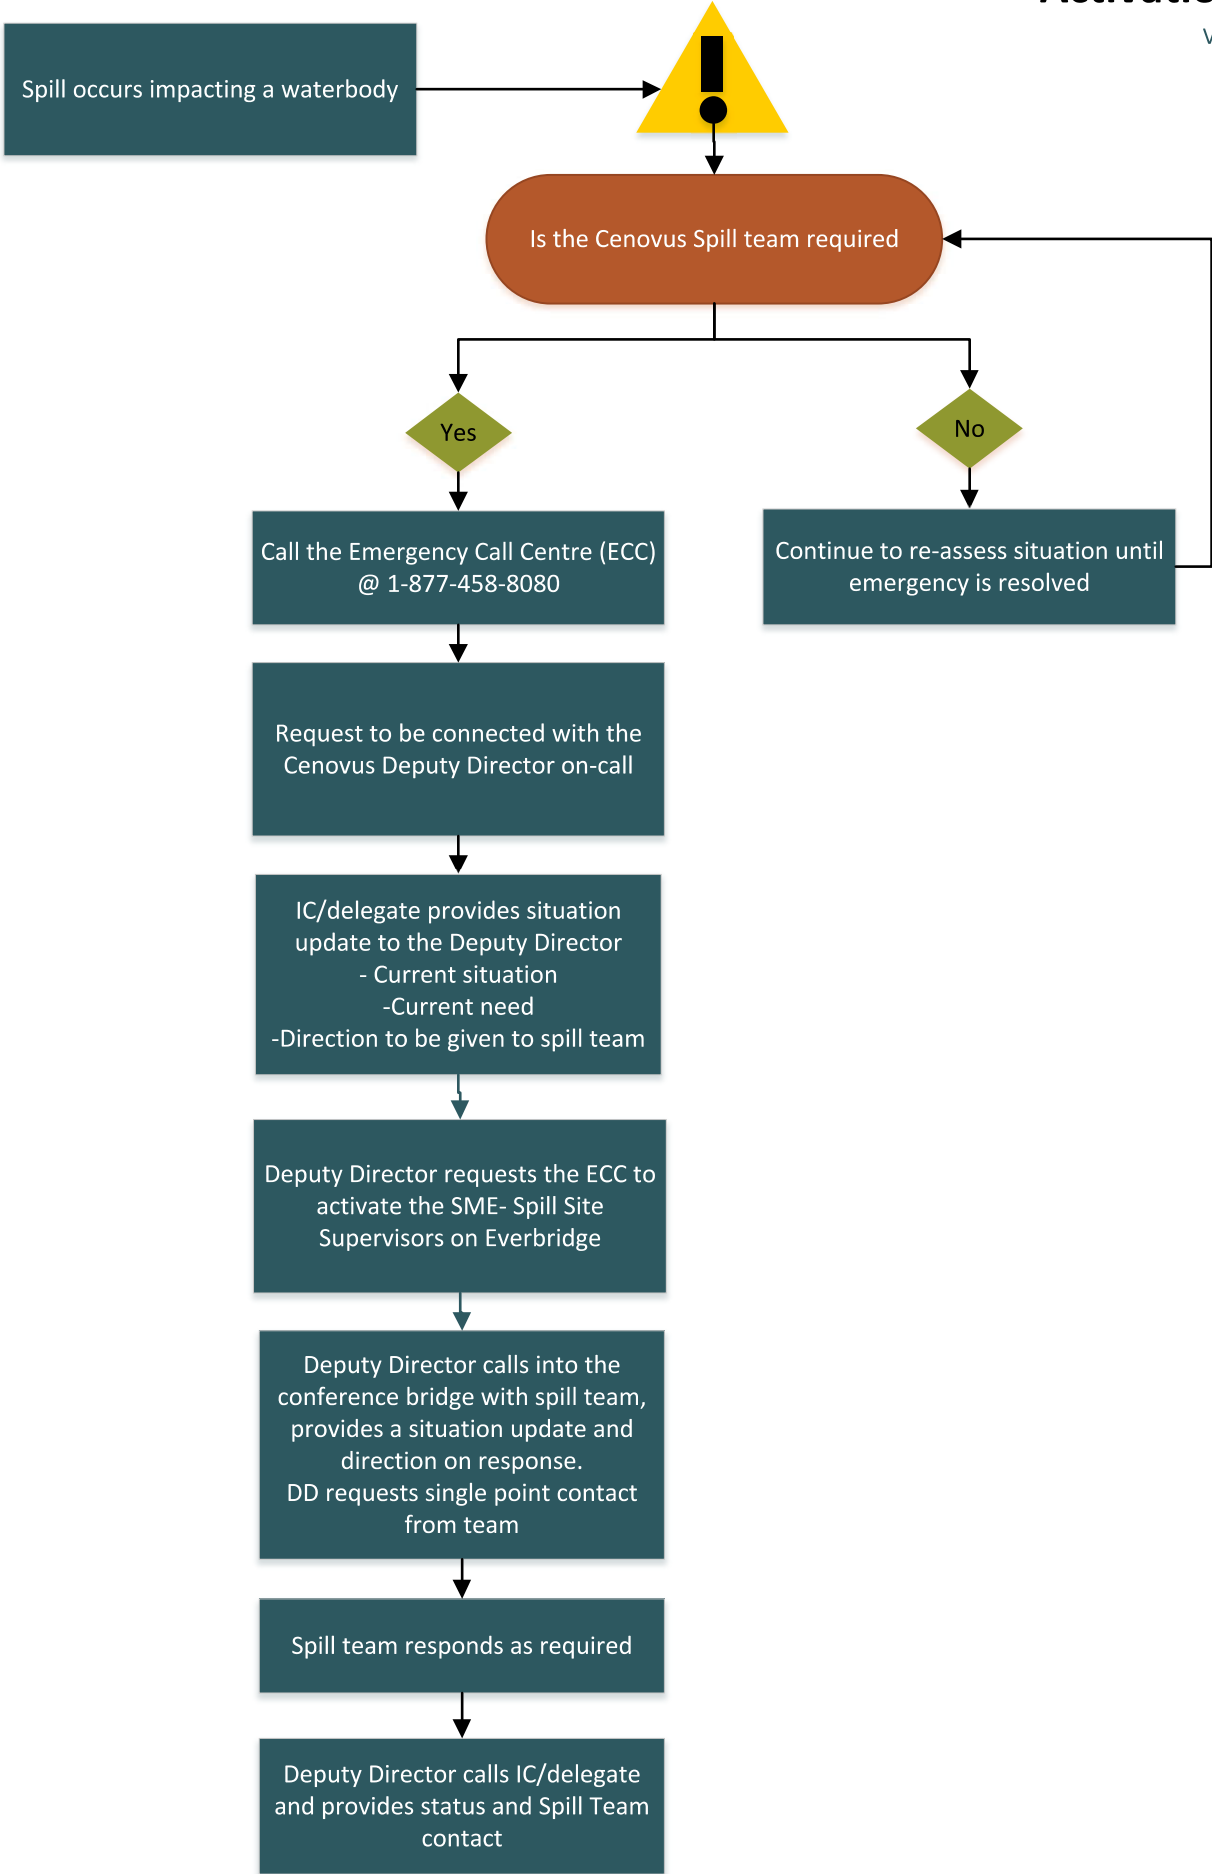 Spill occurs impacting a waterbody
Is the Cenovus Spill team required
Yes
No
Call the Emergency Call Centre (ECC)
@ 1-877-458-8080
Continue to re-assess situation until
emergency is resolved
Request to be connected with the
Cenovus Deputy Director on-call
IC/delegate provides situation
update to the Deputy Director
- Current situation
-Current need
-Direction to be given to spill team
Deputy Director requests the ECC to
activate the SME- Spill Site
Supervisors on Everbridge
Deputy Director calls into the
conference bridge with spill team,
provides a situation update and
direction on response.
DD requests single point contact
from team
Spill team responds as required
Deputy Director calls IC/delegate
and provides status and Spill Team
contact